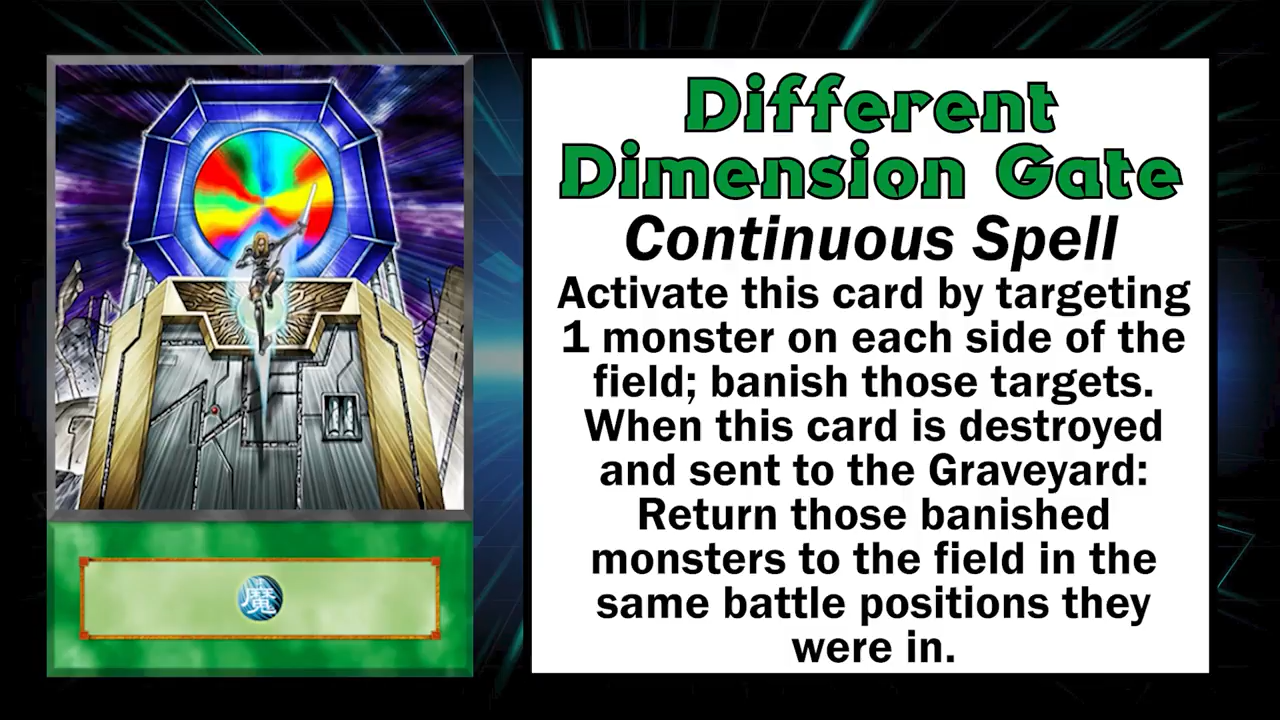 Different
Dimension Gate
Continuous Spell
Activate this card by targeting
1 monster on each side of the
field; banish those targets.
When this card is destroyed
and sent to the Graveyard:
Return those banished
monsters to the field in the
same battle positions they
were in.
魔